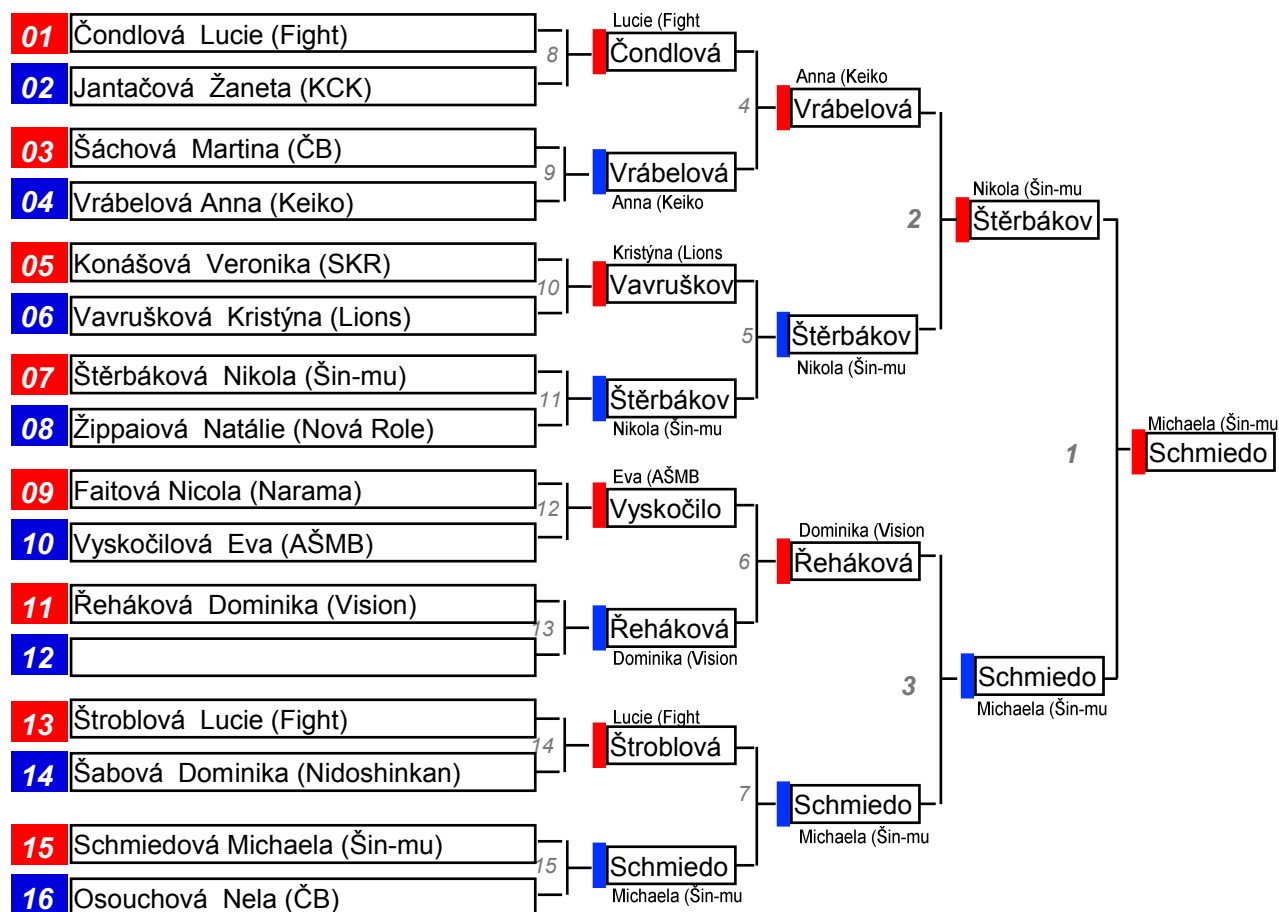 01 Čondlová Lucie (Fight)
02 Jantačová Žaneta (KCK)
03 Šáchová Martina (ČB)
04 Vrábelová Anna (Keiko)
05 Konášová Veronika (SKR)
06 Vavrušková Kristýna (Lions)
07 Štěrbáková Nikola (Šin-mu)
08 Žippaiová Natálie (Nová Role)
09 Faitová Nicola (Narama)
10 Vyskočilová Eva (AŠMB)
11 Řeháková Dominika (Vision)
12
13 Štroblová Lucie (Fight)
14 Šabová Dominika (Nidoshinkan)
15 Schmiedová Michaela (Šin-mu)
16 Osouchová Nela (ČB)
8
9
10
11
12
13
14
15
Lucie (Fight
Čondlová
Vrábelová
Anna (Keiko
Kristýna (Lions
Vavruškov
Štěrbákov
Nikola (Šin-mu
Eva (AŠMB
Vyskočilo
Řeháková
Dominika (Vision
Lucie (Fight
Štroblová
Schmiedo
Michaela (Šin-mu
4
5
6
7
Anna (Keiko
Vrábelová
Štěrbákov
Nikola (Šin-mu
Dominika (Vision
Řeháková
Schmiedo
Michaela (Šin-mu
2
3
Nikola (Šin-mu
Štěrbákov
Schmiedo
Michaela (Šin-mu
1
Michaela (Šin-mu
Schmiedo